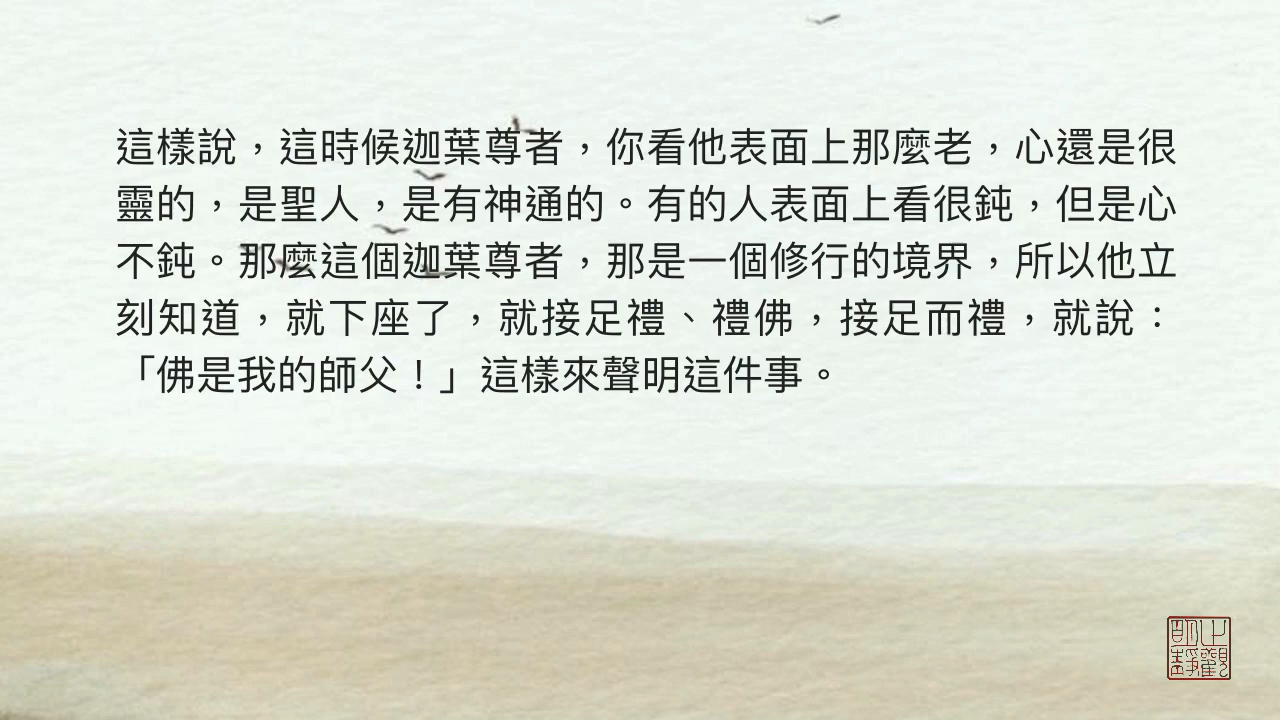 這樣說，這時候迦葉尊者，你看他表面上那麼老，心還是很
靈的，是聖人，是有神通的。有的人表面上看很鈍，但是心
不鈍。那麼這個迦葉尊者，那是一個修行的境界，所以他立
刻知道，就下座了，就接足禮、禮佛，接足而禮，就說：
「佛是我的師父！」這樣來聲明這件事。